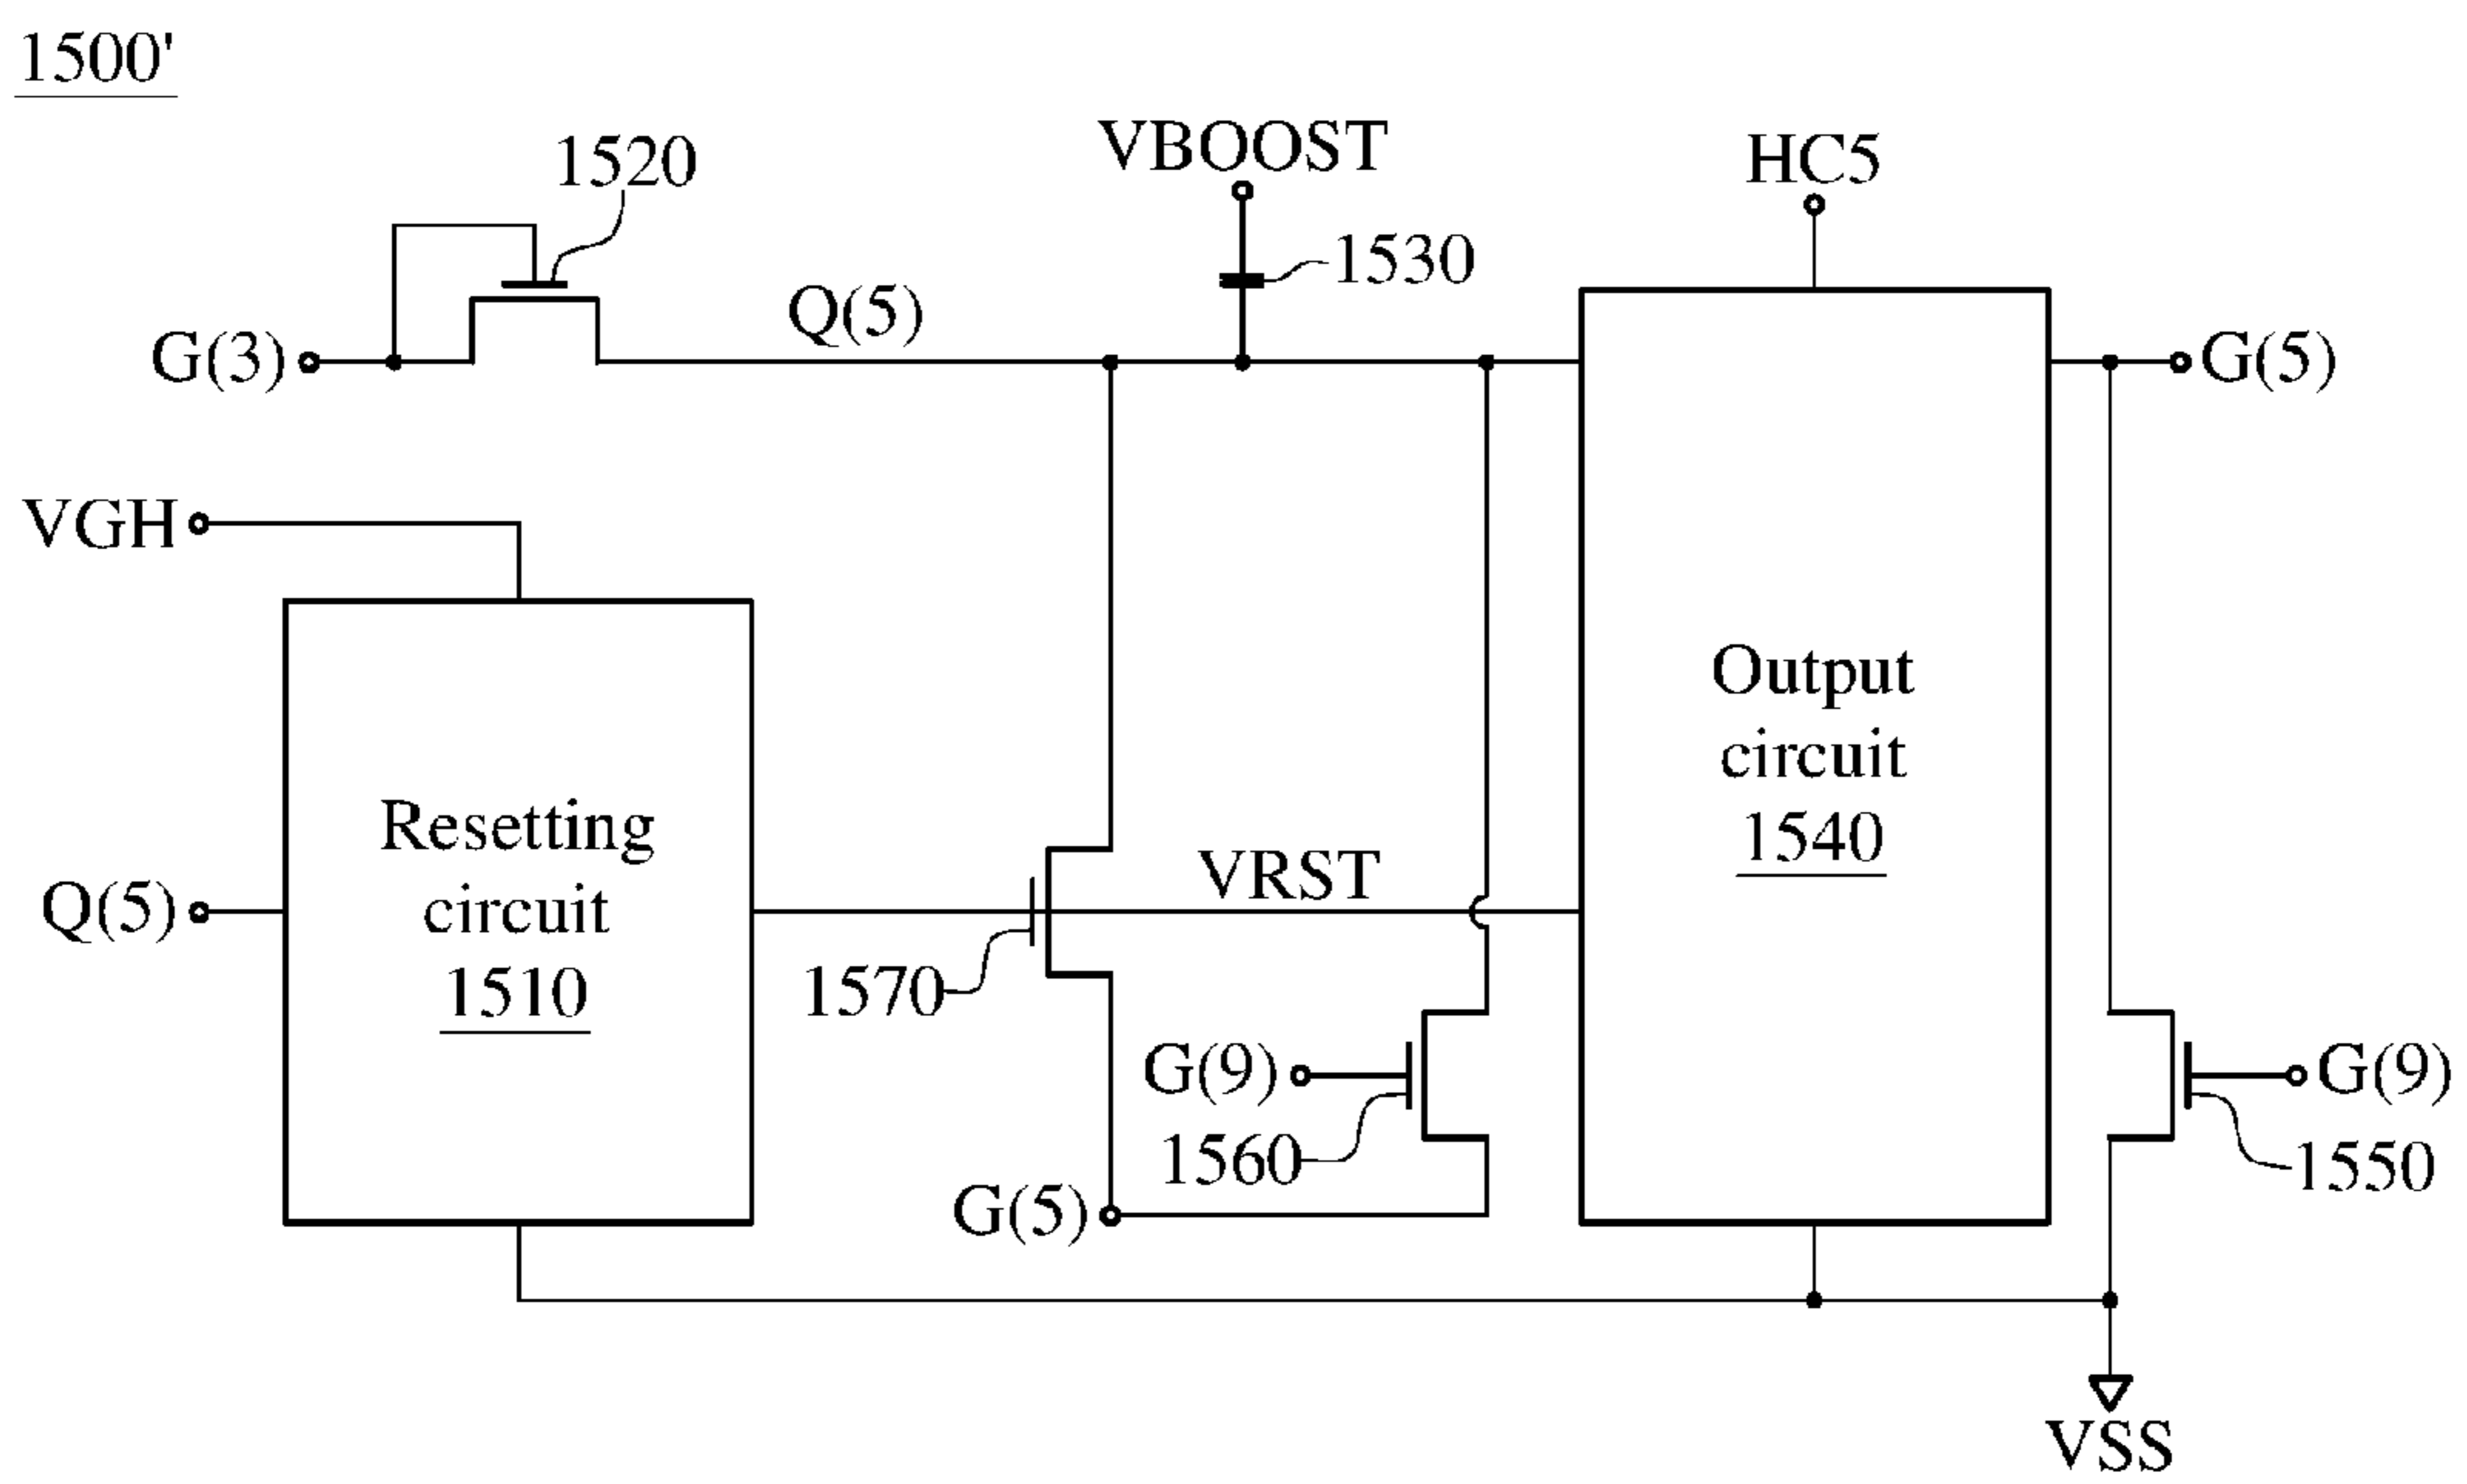 1500'
1520
VBOOST
HC5
1530
Q(5)
G(3)
G(5)
VGH
Output
circuit
1540
Resetting
circuit
1510
VRST
Q(5)
1570
G(9)
G(9)
1560
1550
G(5)
VSS